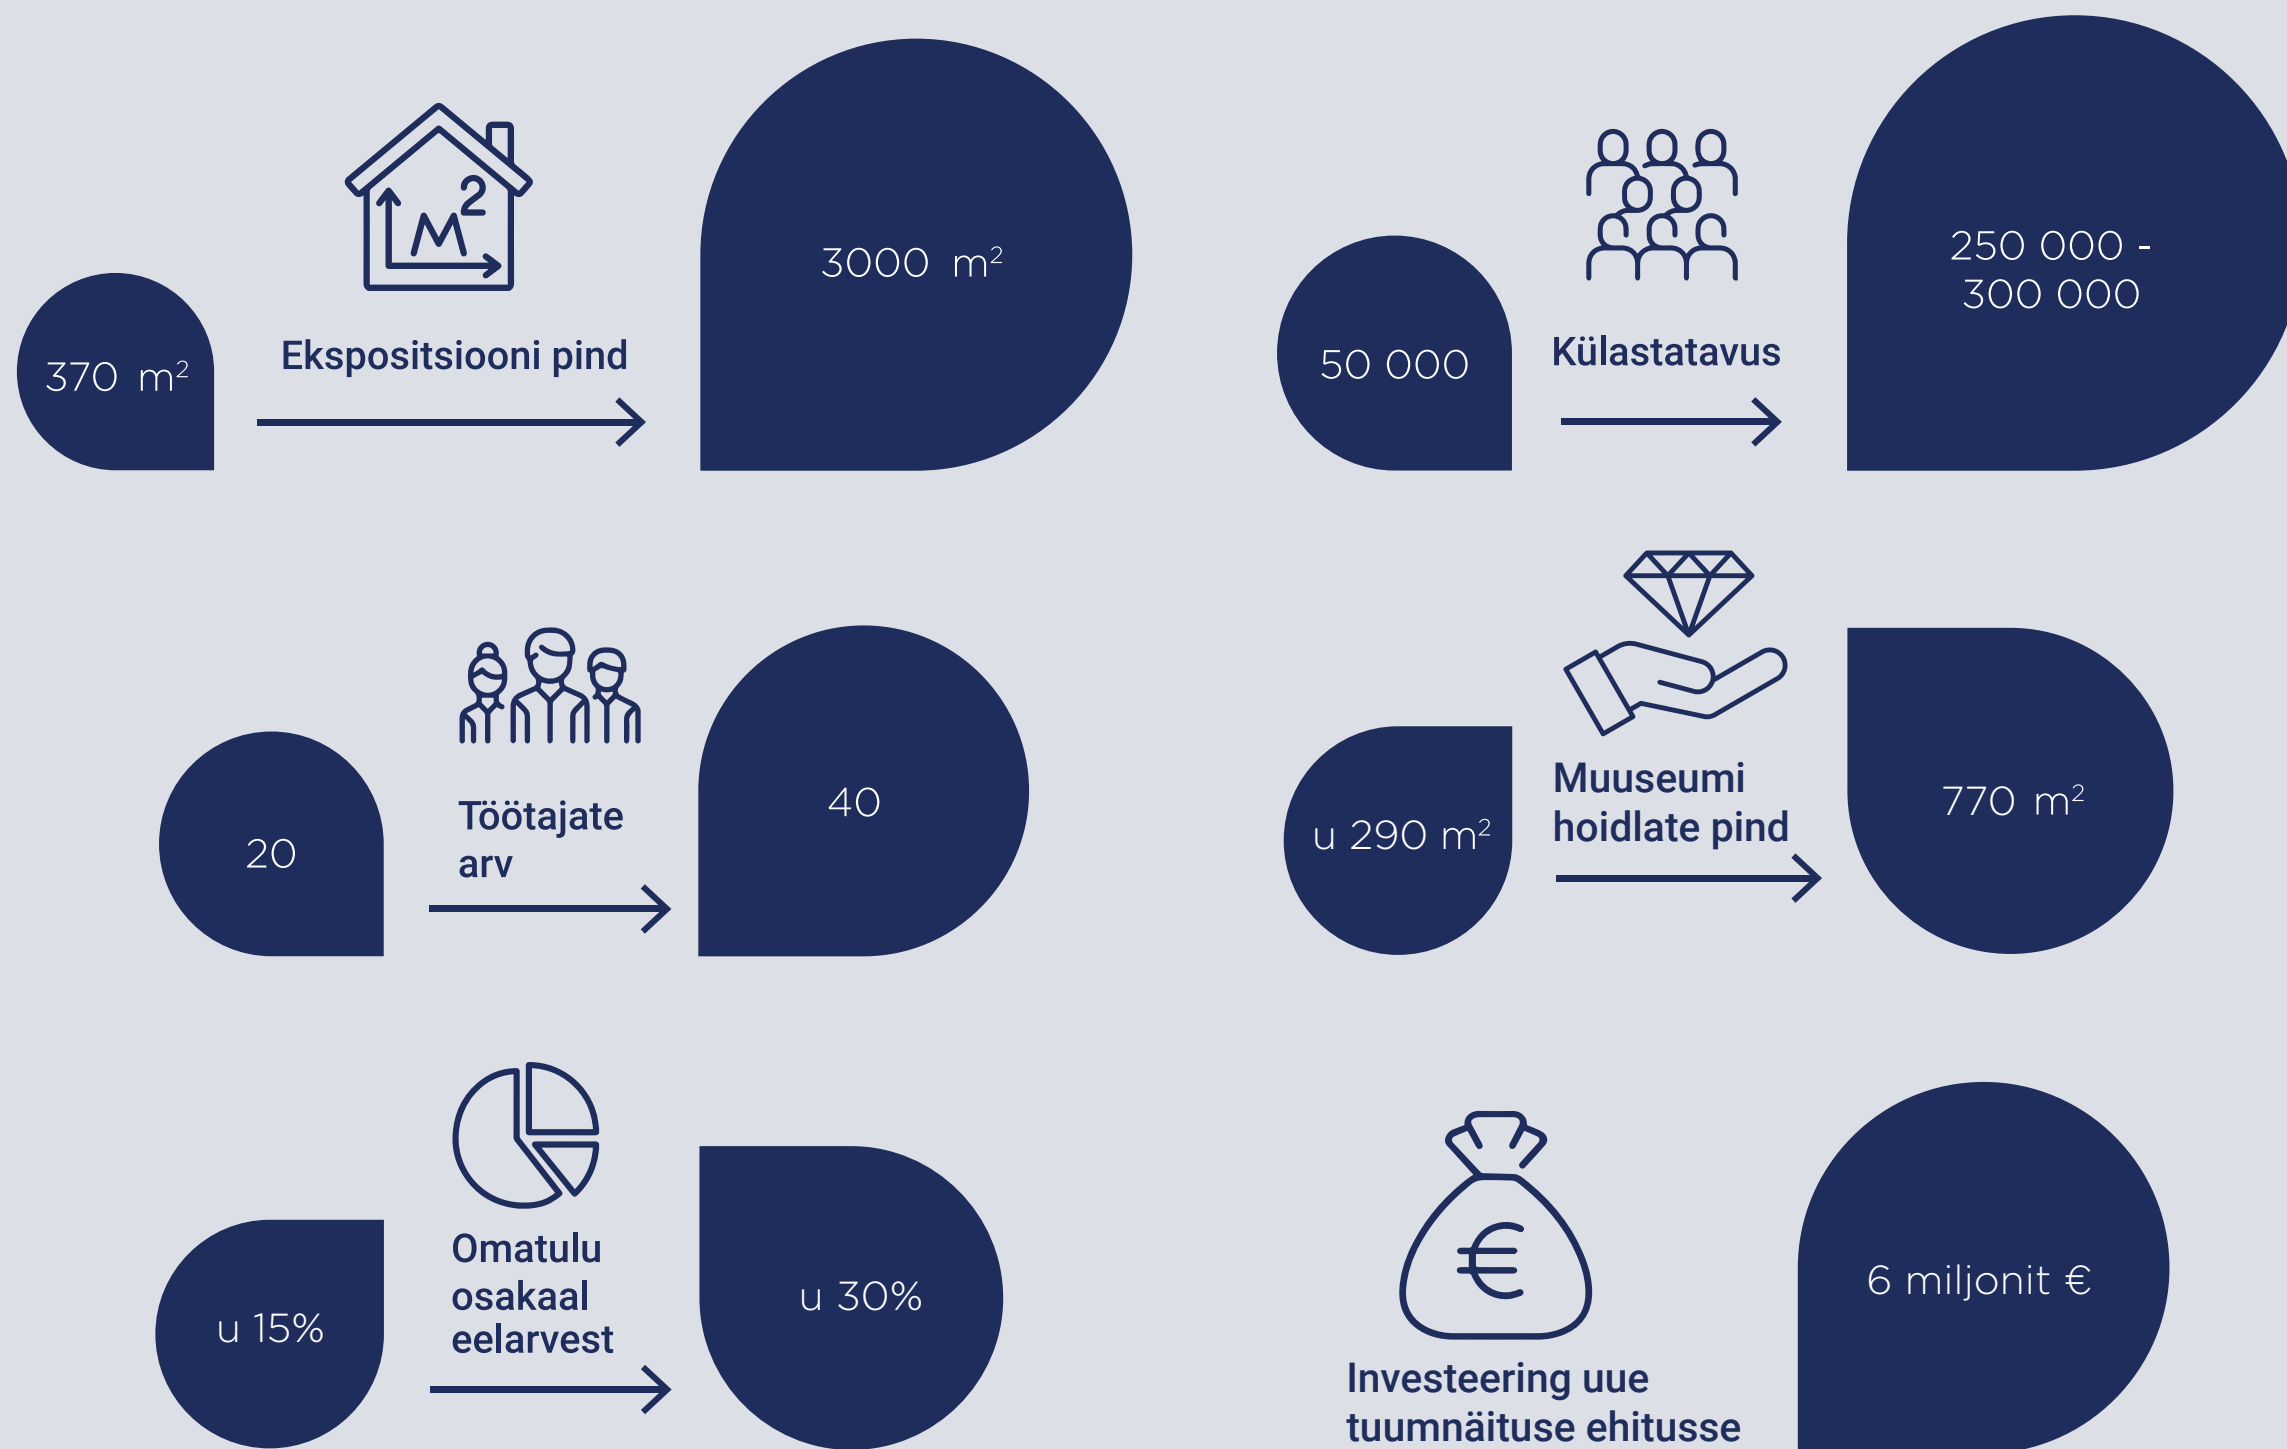 M²
Ekspositsiooni pind
370 m²
3000 m²
Külastatavus
50 000
250 000 -
300 000
Töötajate
arv
20
40
Muuseumi
hoidlate pind
u 290 m²
770 m²
Omatulu
osakaal
eelarvest
u 15%
u 30%
€
Investeering uue
tuumnäituse ehitusse
6 miljonit €